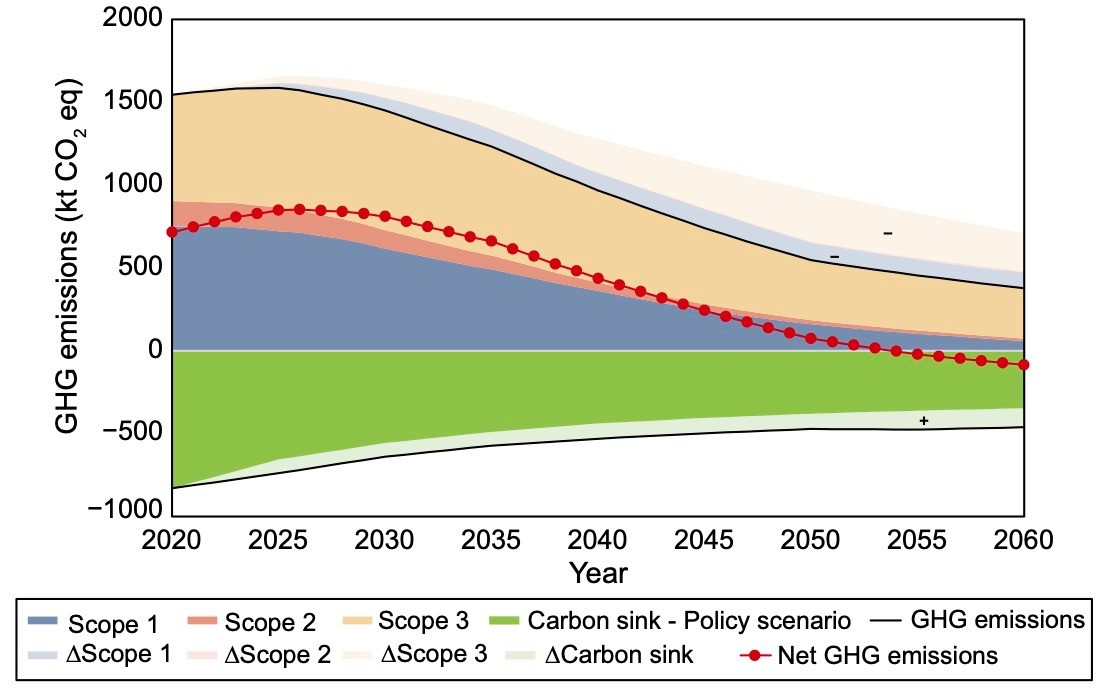 2000
1500
1000
500
0
−500
−1000
GHG emissions (kt CO2 eq)
−
−
+
2020 2025 2030 2035 2040 2045 2050 2055 2060
Year
Scope 1 Scope 2 Scope 3 Carbon sink - Policy scenario GHG emissions
ΔScope 1 ΔScope 2 ΔScope 3 ΔCarbon sink Net GHG emissions